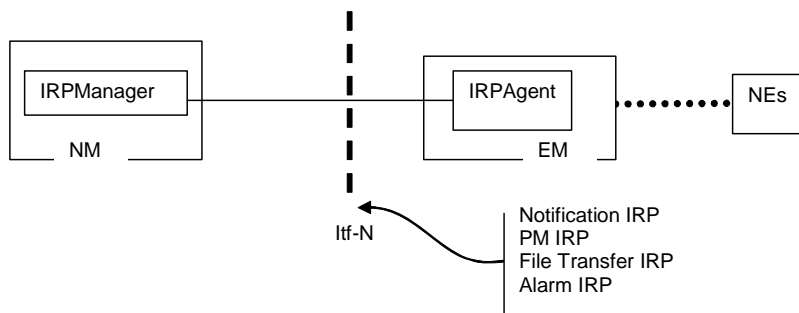 IRPManager
NM
IRPAgent
EM
NEs
Itf-N
Notification IRP
PM IRP
File Transfer IRP
Alarm IRP